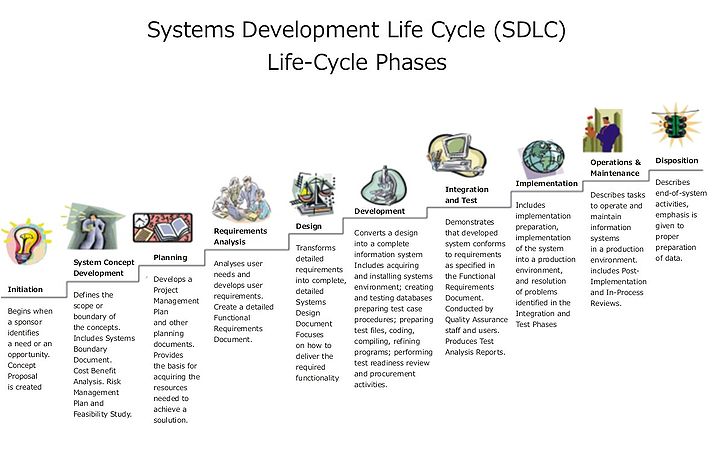 Systems Development Life Cycle (SDLC)
Life-Cycle Phases
Initiation
Begins when
a sponsor
identifies
a need or an
opportunity.
Concept
Proposal
is created
System Concept
Development
Defines the
scope or
boundary of
the concepts.
Includes Systems
Boundary
Document.
Cost Benefit
Analysis. Risk
Management
Plan and
Feasibility Study.
Planning
Develops a
Project
Management
Plan
and other
planning
documents.
Provides
the basis for
acquiring the
resources
needed to
achieve a
soulution.
Requirements
Analysis
Analyses user
needs and
develops user
requirements.
Create a detailed
Functional
Requirements
Document.
Design
Transforms
detailed
requirements
into complete,
detailed
Systems
Design
Document
Focuses
on how to
deliver the
required
functionality
Development
Converts a design
into a complete
information system
Includes acquiring
and installing systems
environment; creating
and testing databases
preparing test case
procedures; preparing
test files, coding,
compiling, refining
programs; performing
test readiness review
and procurement
activities.
Integration
and Test
Demonstrates
that developed
system conforms
to requirements
as specified in
the Functional
Requirements
Document.
Conducted by
Quality Assurance
staff and users.
Produces Test
Analysis Reports.
Implementation
Includes
implementation
preparation,
implementation
of the system
into a production
environment,
and resolution
of problems
identified in the
Integration and
Test Phases
Operations &
Maintenance
Describes tasks
to operate and
maintain
information
systems
in a production
environment.
includes Post-
Implementation
and In-Process
Reviews.
Disposition
Describes
end-of-system
activities,
emphasis is
given to
proper
preparation
of data.